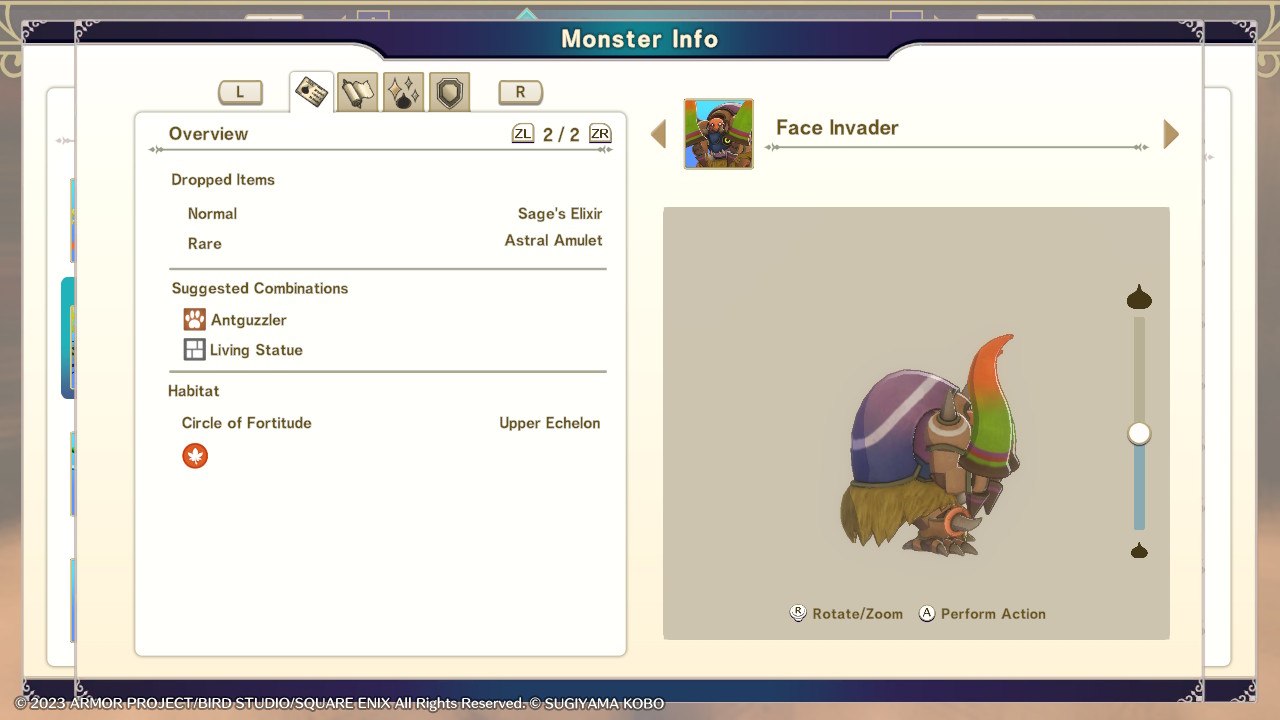 Monster Info
L
R
Overview
ZL 2 / 2 ZR
Dropped Items
Normal Sage's Elixir
Rare Astral Amulet
Suggested Combinations
Antguzzler
Living Statue
Habitat
Circle of Fortitude Upper Echelon
Face Invader
R Rotate/Zoom A Perform Action
© 2023 ARMOR PROJECT/BIRD STUDIO/SQUARE ENIX All Rights Reserved. © SUGIYAMA KOBO